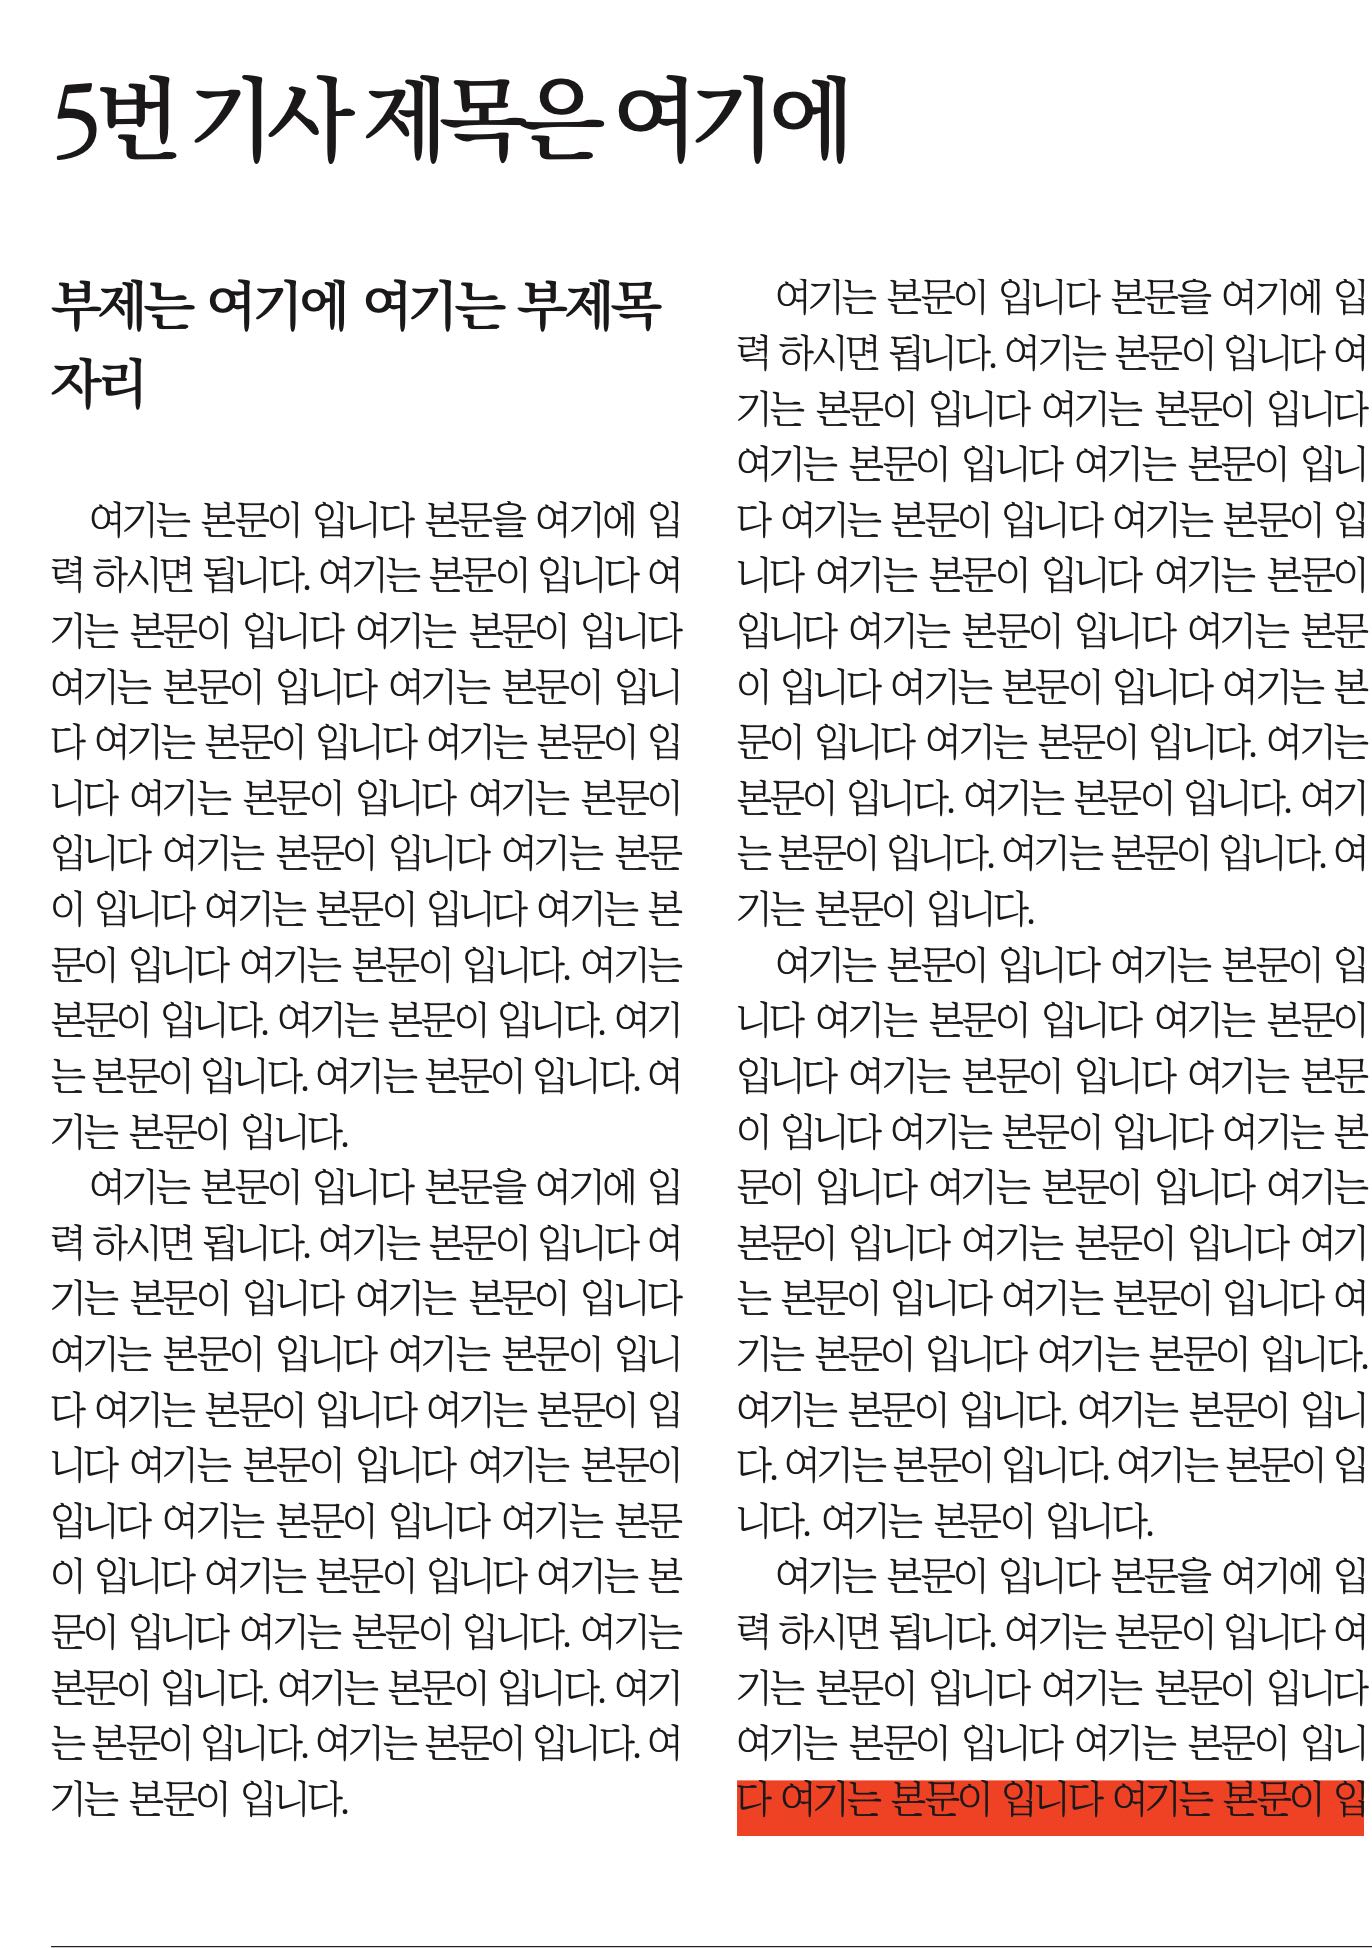 5번 기사 제목은 여기에
부제는 여기에 여기는 부제목
자리
여기는 본문이 입니다 본문을 여기에 입
력 하시면 됩니다. 여기는 본문이 입니다 여
기는 본문이 입니다 여기는 본문이 입니다
여기는 본문이 입니다 여기는 본문이 입니
다 여기는 본문이 입니다 여기는 본문이 입
니다 여기는 본문이 입니다 여기는 본문이
입니다 여기는 본문이 입니다 여기는 본문
이 입니다 여기는 본문이 입니다 여기는 본
문이 입니다 여기는 본문이 입니다. 여기는
본문이 입니다. 여기는 본문이 입니다. 여기
는 본문이 입니다. 여기는 본문이 입니다. 여
기는 본문이 입니다.
여기는 본문이 입니다 본문을 여기에 입
력 하시면 됩니다. 여기는 본문이 입니다 여
기는 본문이 입니다 여기는 본문이 입니다
여기는 본문이 입니다 여기는 본문이 입니
다 여기는 본문이 입니다 여기는 본문이 입
니다 여기는 본문이 입니다 여기는 본문이
입니다 여기는 본문이 입니다 여기는 본문
이 입니다 여기는 본문이 입니다 여기는 본
문이 입니다 여기는 본문이 입니다. 여기는
본문이 입니다. 여기는 본문이 입니다. 여기
는 본문이 입니다. 여기는 본문이 입니다. 여
기는 본문이 입니다.
여기는 본문이 입니다 본문을 여기에 입
력 하시면 됩니다. 여기는 본문이 입니다 여
기는 본문이 입니다 여기는 본문이 입니다
여기는 본문이 입니다 여기는 본문이 입니
다 여기는 본문이 입니다 여기는 본문이 입
니다 여기는 본문이 입니다 여기는 본문이
입니다 여기는 본문이 입니다 여기는 본문
이 입니다 여기는 본문이 입니다 여기는 본
문이 입니다 여기는 본문이 입니다. 여기는
본문이 입니다. 여기는 본문이 입니다. 여기
는 본문이 입니다. 여기는 본문이 입니다. 여
기는 본문이 입니다.
여기는 본문이 입니다 여기는 본문이 입
니다 여기는 본문이 입니다 여기는 본문이
입니다 여기는 본문이 입니다 여기는 본문
이 입니다 여기는 본문이 입니다 여기는 본
문이 입니다 여기는 본문이 입니다 여기는
본문이 입니다 여기는 본문이 입니다 여기
는 본문이 입니다 여기는 본문이 입니다 여
기는 본문이 입니다 여기는 본문이 입니다.
여기는 본문이 입니다. 여기는 본문이 입니
다. 여기는 본문이 입니다. 여기는 본문이 입
니다. 여기는 본문이 입니다.
여기는 본문이 입니다 본문을 여기에 입
력 하시면 됩니다. 여기는 본문이 입니다 여
기는 본문이 입니다 여기는 본문이 입니다
여기는 본문이 입니다 여기는 본문이 입니
다 여기는 본문이 입니다 여기는 본문이 입